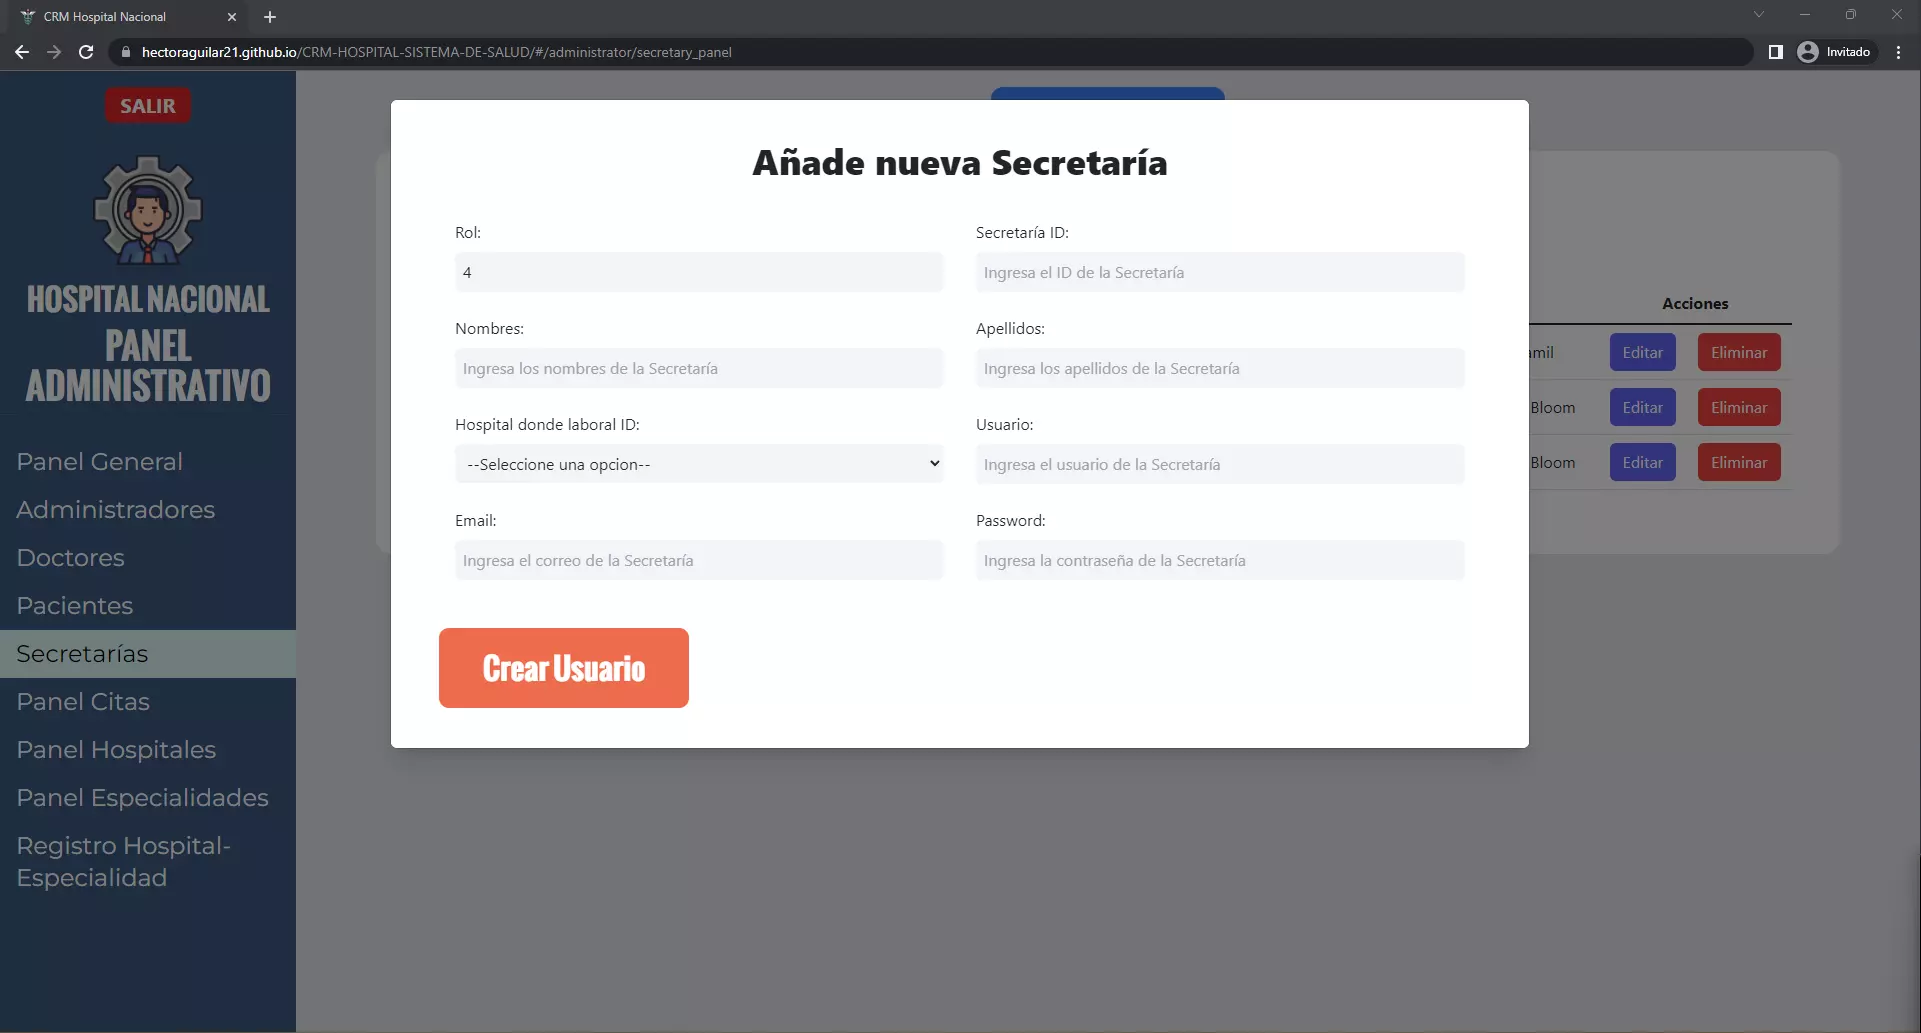 CRM Hospital Nacional
hectoraguilar21.github.io/CRM-HOSPITAL-SISTEMA-DE-SALUD/#/administrator/secretary_panel
Invitado
SALIR
HOSPITAL NACIONAL
PANEL
ADMINISTRATIVO
Panel General
Administradores
Doctores
Pacientes
Secretarías
Panel Citas
Panel Hospitales
Panel Especialidades
Registro Hospital-
Especialidad
Añade nueva Secretaría
Rol:
4
Secretaría ID:
Ingresa el ID de la Secretaría
Nombres:
Ingresa los nombres de la Secretaría
Apellidos:
Ingresa los apellidos de la Secretaría
Hospital donde laboral ID:
--Seleccione una opcion--
Usuario:
Ingresa el usuario de la Secretaría
Email:
Ingresa el correo de la Secretaría
Password:
Ingresa la contraseña de la Secretaría
Crear Usuario
Acciones
Editar Eliminar
Bloom Editar Eliminar
Bloom Editar Eliminar